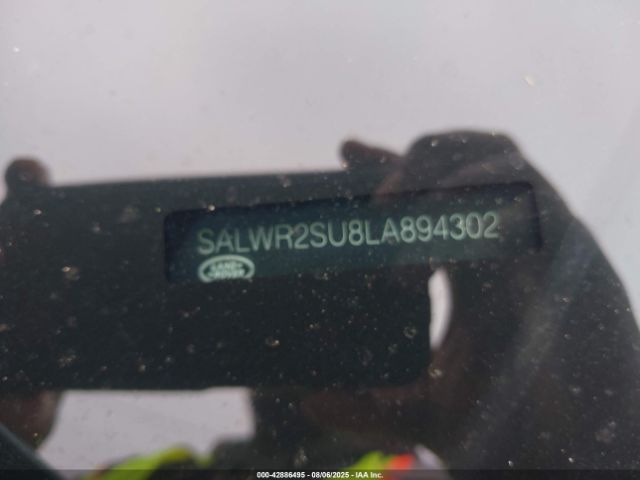 SALWR2SU8LA894302
LAND
ROVER
000-42886495 - 08/06/2025 - IAA Inc.